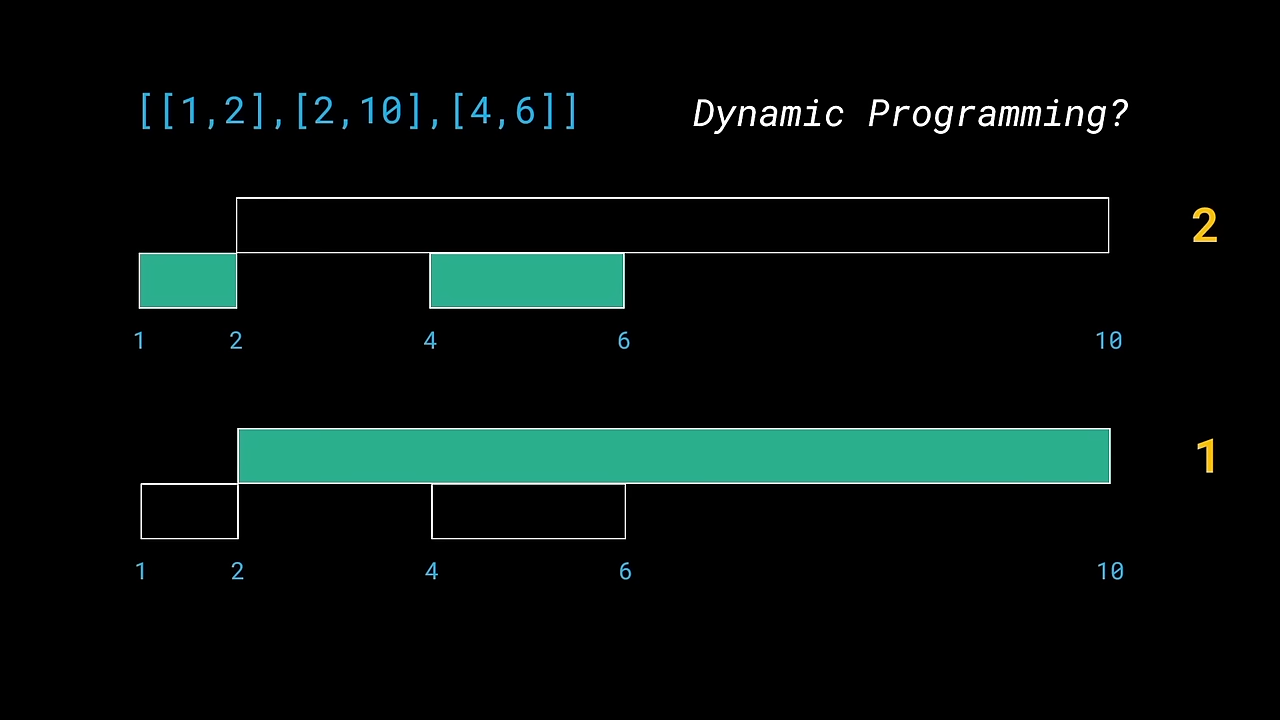 [[1,2],[2,10],[4,6]] Dynamic Programming?
2
1 2 4 6 10
1
1 2 4 6 10